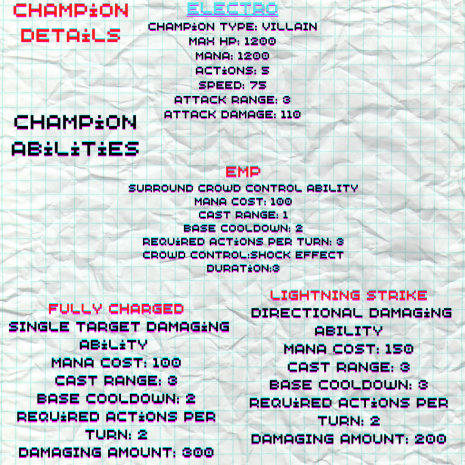 CHAMPiON
DETAiLS
ELECTRO
CHAMPiON TYPE: VILLAIN
MAX HP: 1200
MANA: 1200
ACTiONS: 5
SPEED: 75
ATTACK RANGE: 3
ATTACK DAMAGE: 110
CHAMPiON
ABiLiTiES
EMP
SURROUND CROWD CONTROL ABILITY
MANA COST: 100
CAST RANGE: 1
BASE COOLDOWN: 2
REQUiRED ACTiONS PER TURN: 3
CROWD CONTROL:SHOCK EFFECT
DURATiON:3
FULLY CHARGED
SINGLE TARGET DAMAGiNG
ABiLiTY
MANA COST: 100
CAST RANGE: 3
BASE COOLDOWN: 2
REQUiRED ACTiONS PER
TURN: 2
DAMAGING AMOUNT: 300
LIGHTNING STRIKE
DIRECTIONAL DAMAGiNG
ABILITY
MANA COST: 150
CAST RANGE: 3
BASE COOLDOWN: 3
REQUiRED ACTiONS PER
TURN: 2
DAMAGING AMOUNT: 200